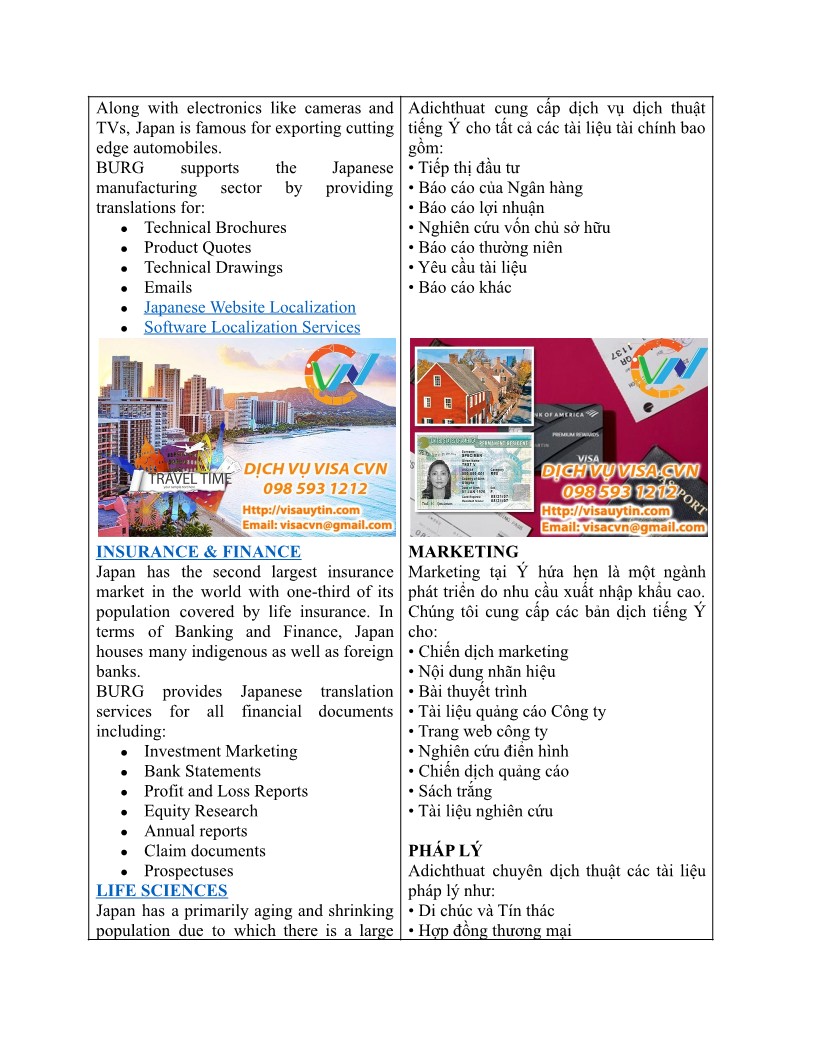 Along with electronics like cameras and
TVs, Japan is famous for exporting cutting
edge automobiles.
BURG supports the Japanese
manufacturing sector by providing
translations for:
● Technical Brochures
● Product Quotes
● Technical Drawings
● Emails
● Japanese Website Localization
● Software Localization Services
CVN
TRAVEL TIME
DỊCH VỤ VISA CVN
098 593 1212
Http://visauytin.com
Email: visacvn@gmail.com
INSURANCE & FINANCE
Japan has the second largest insurance
market in the world with one-third of its
population covered by life insurance. In
terms of Banking and Finance, Japan
houses many indigenous as well as foreign
banks.
BURG provides Japanese translation
services for all financial documents
including:
● Investment Marketing
● Bank Statements
● Profit and Loss Reports
● Equity Research
● Annual reports
● Claim documents
● Prospectuses
LIFE SCIENCES
Japan has a primarily aging and shrinking
population due to which there is a large
Adichthuat cung cấp dịch vụ dịch thuật
tiếng Ý cho tất cả các tài liệu tài chính bao
gồm:
• Tiếp thị đầu tư
• Báo cáo của Ngân hàng
• Báo cáo lợi nhuận
• Nghiên cứu vốn chủ sở hữu
• Báo cáo thường niên
• Yêu cầu tài liệu
• Báo cáo khác
1137
CVN
OF AMERICA
PREMIUM REWARDS
VISA
PERMANENT RESIDENT
SPECIMEN
TEST V
PASSPORT
DỊCH VỤ VISA CVN
098 593 1212
Http://visauytin.com
Email: visacvn@gmail.com
MARKETING
Marketing tại Ý hứa hẹn là một ngành
phát triển do nhu cầu xuất nhập khẩu cao.
Chúng tôi cung cấp các bản dịch tiếng Ý
cho:
• Chiến dịch marketing
• Nội dung nhãn hiệu
• Bài thuyết trình
• Tài liệu quảng cáo Công ty
• Trang web công ty
• Nghiên cứu điển hình
• Chiến dịch quảng cáo
• Sách trắng
• Tài liệu nghiên cứu
PHÁP LÝ
Adichthuat chuyên dịch thuật các tài liệu
pháp lý như:
• Di chúc và Tín thác
• Hợp đồng thương mại